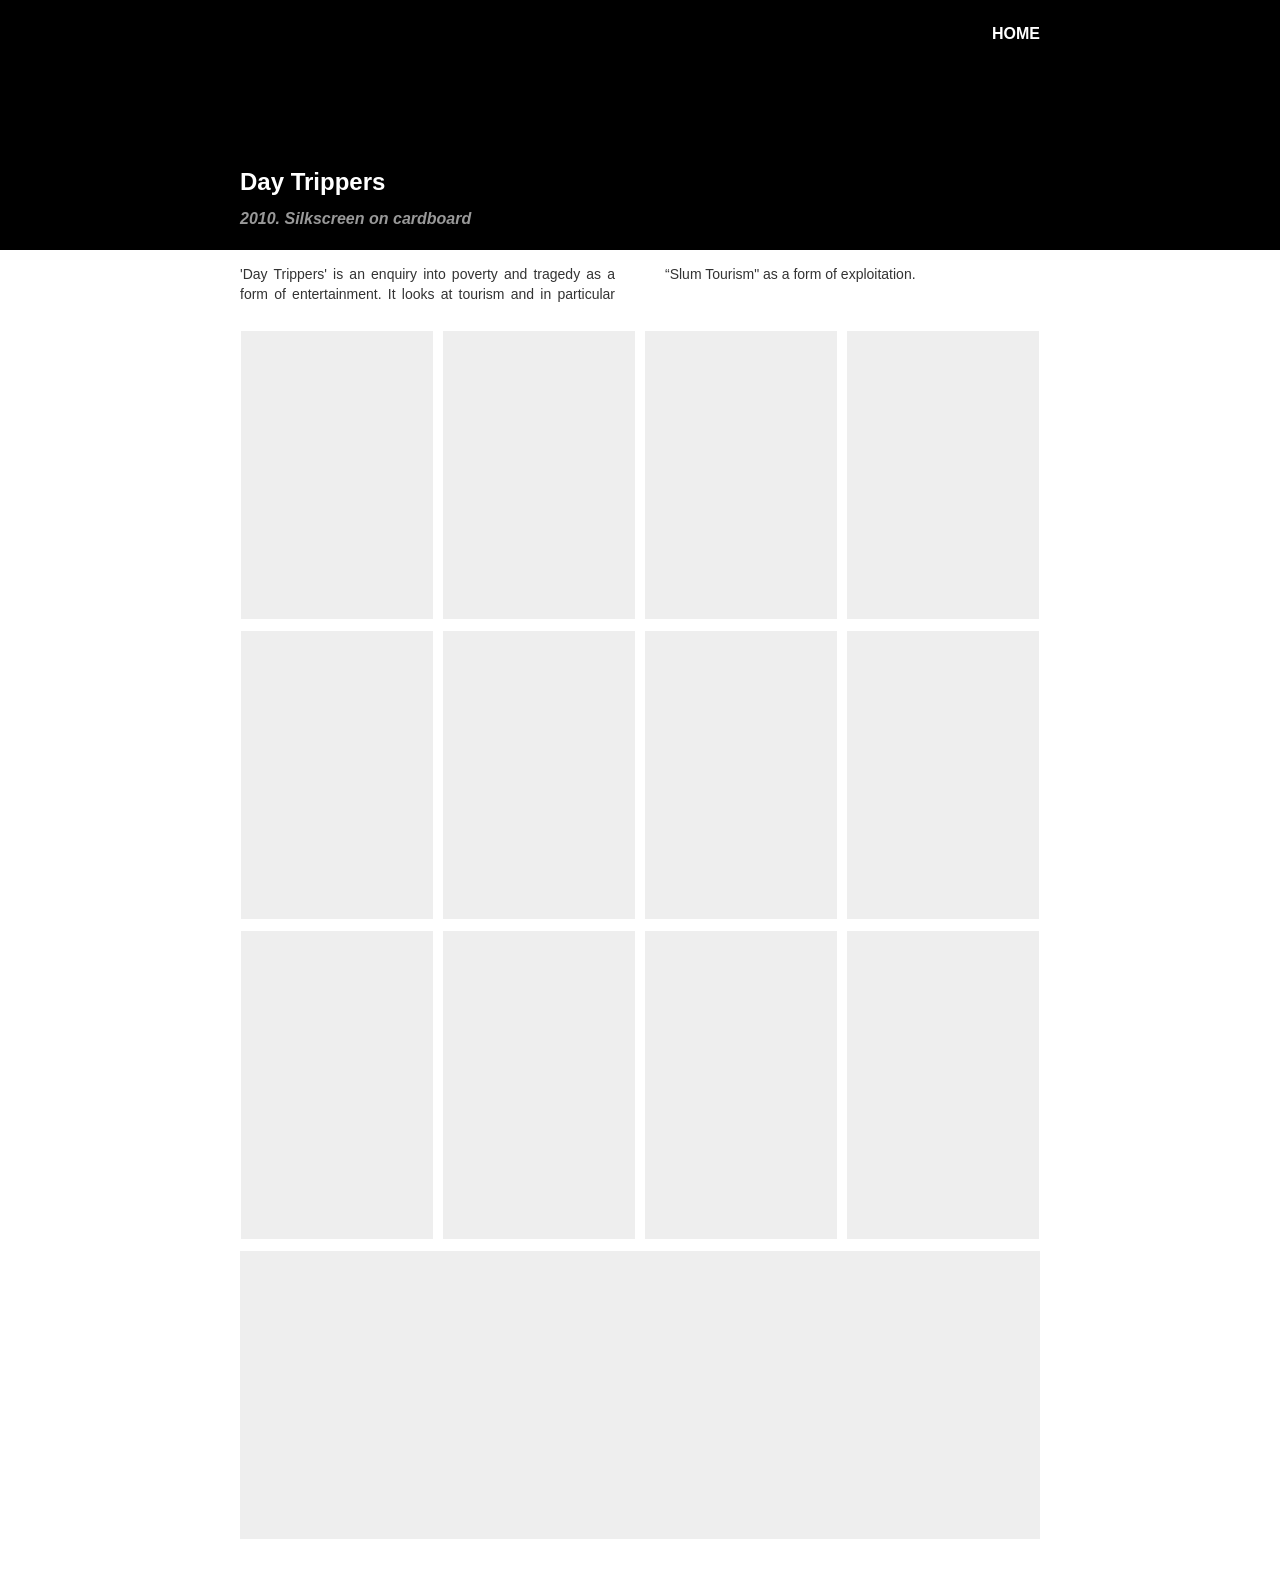 HOME
Day Trippers
2010. Silkscreen on cardboard
'Day Trippers' is an enquiry into poverty and tragedy as a
form of entertainment. It looks at tourism and in particular
“Slum Tourism" as a form of exploitation.